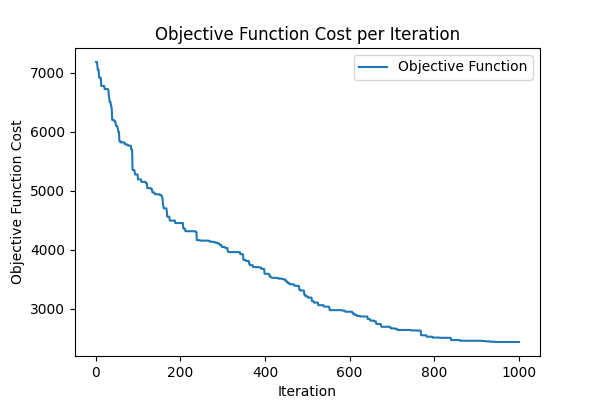 Objective Function Cost per Iteration
Objective Function
Objective Function Cost
7000
6000
5000
4000
3000
0 200 400 600 800 1000
Iteration